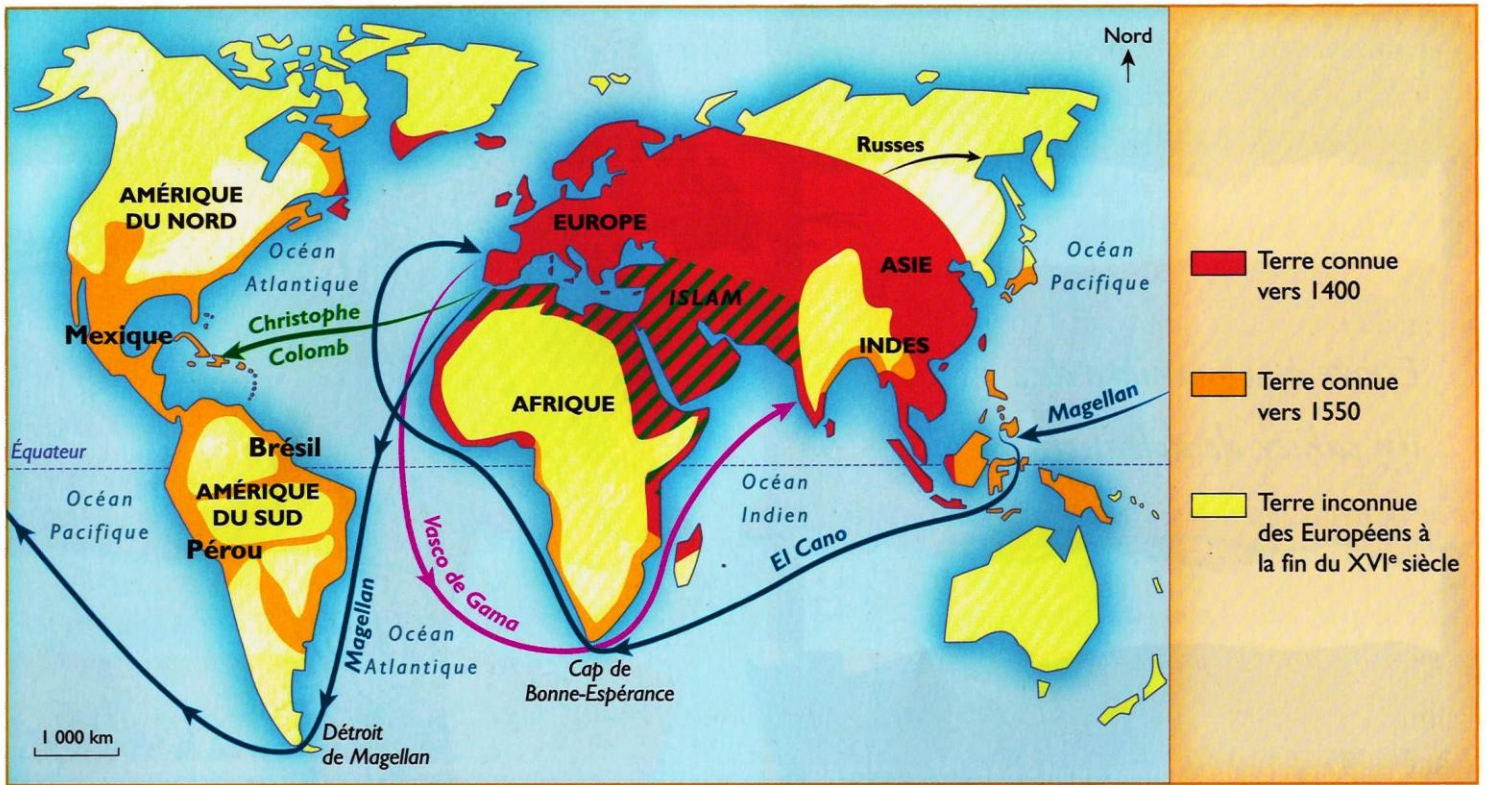 Nord
Russes
AMÉRIQUE
DU NORD
EUROPE
Océan
Atlantique
Océan
Pacifique
ASIE
ISLAM
Christophe
Colomb
Mexique
INDES
AFRIQUE
Magellan
Équateur
Brésil
AMÉRIQUE
DU SUD
Océan
Pacifique
Océan
Indien
Pérou
Vasco de Gama
El Cano
Magellan
Océan
Atlantique
Cap de
Bonne-Espérance
Détroit
de Magellan
1 000 km
Terre connue
vers 1400
Terre connue
vers 1550
Terre inconnue
des Européens à
la fin du XVIe siècle